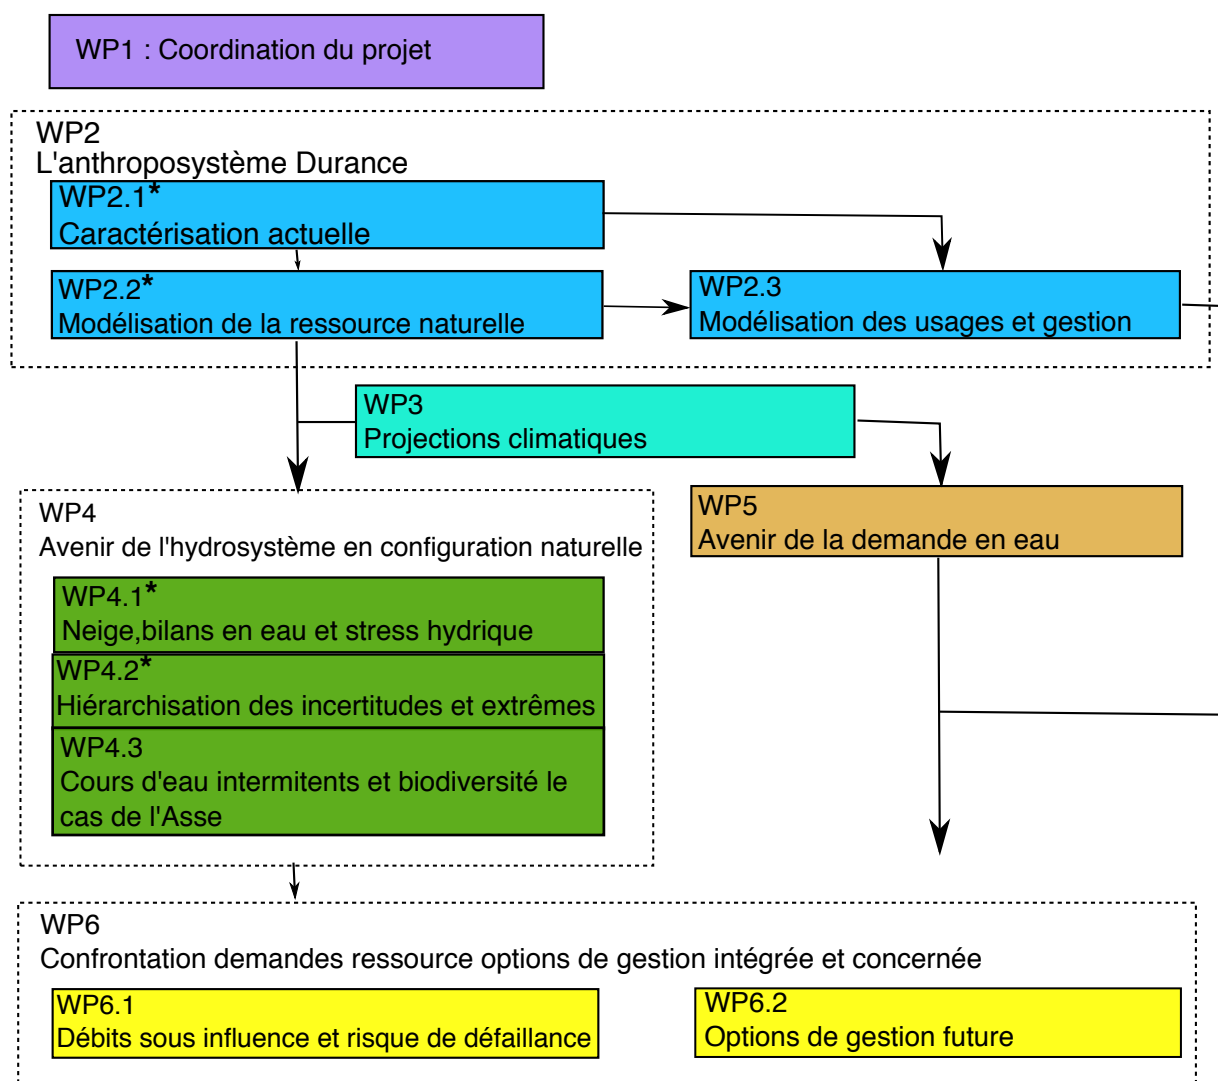 WP1 : Coordination du projet
WP2
L'anthroposystème Durance
WP2.1*
Caractérisation actuelle
WP2.2*
Modélisation de la ressource naturelle
WP2.3
Modélisation des usages et gestion
WP3
Projections climatiques
WP4
Avenir de l'hydrosystème en configuration naturelle
WP4.1*
Neige,bilans en eau et stress hydrique
WP4.2*
Hiérarchisation des incertitudes et extrêmes
WP4.3
Cours d'eau intermitents et biodiversité le
cas de l'Asse
WP5
Avenir de la demande en eau
WP6
Confrontation demandes ressource options de gestion intégrée et concernée
WP6.1
Débits sous influence et risque de défaillance
WP6.2
Options de gestion future